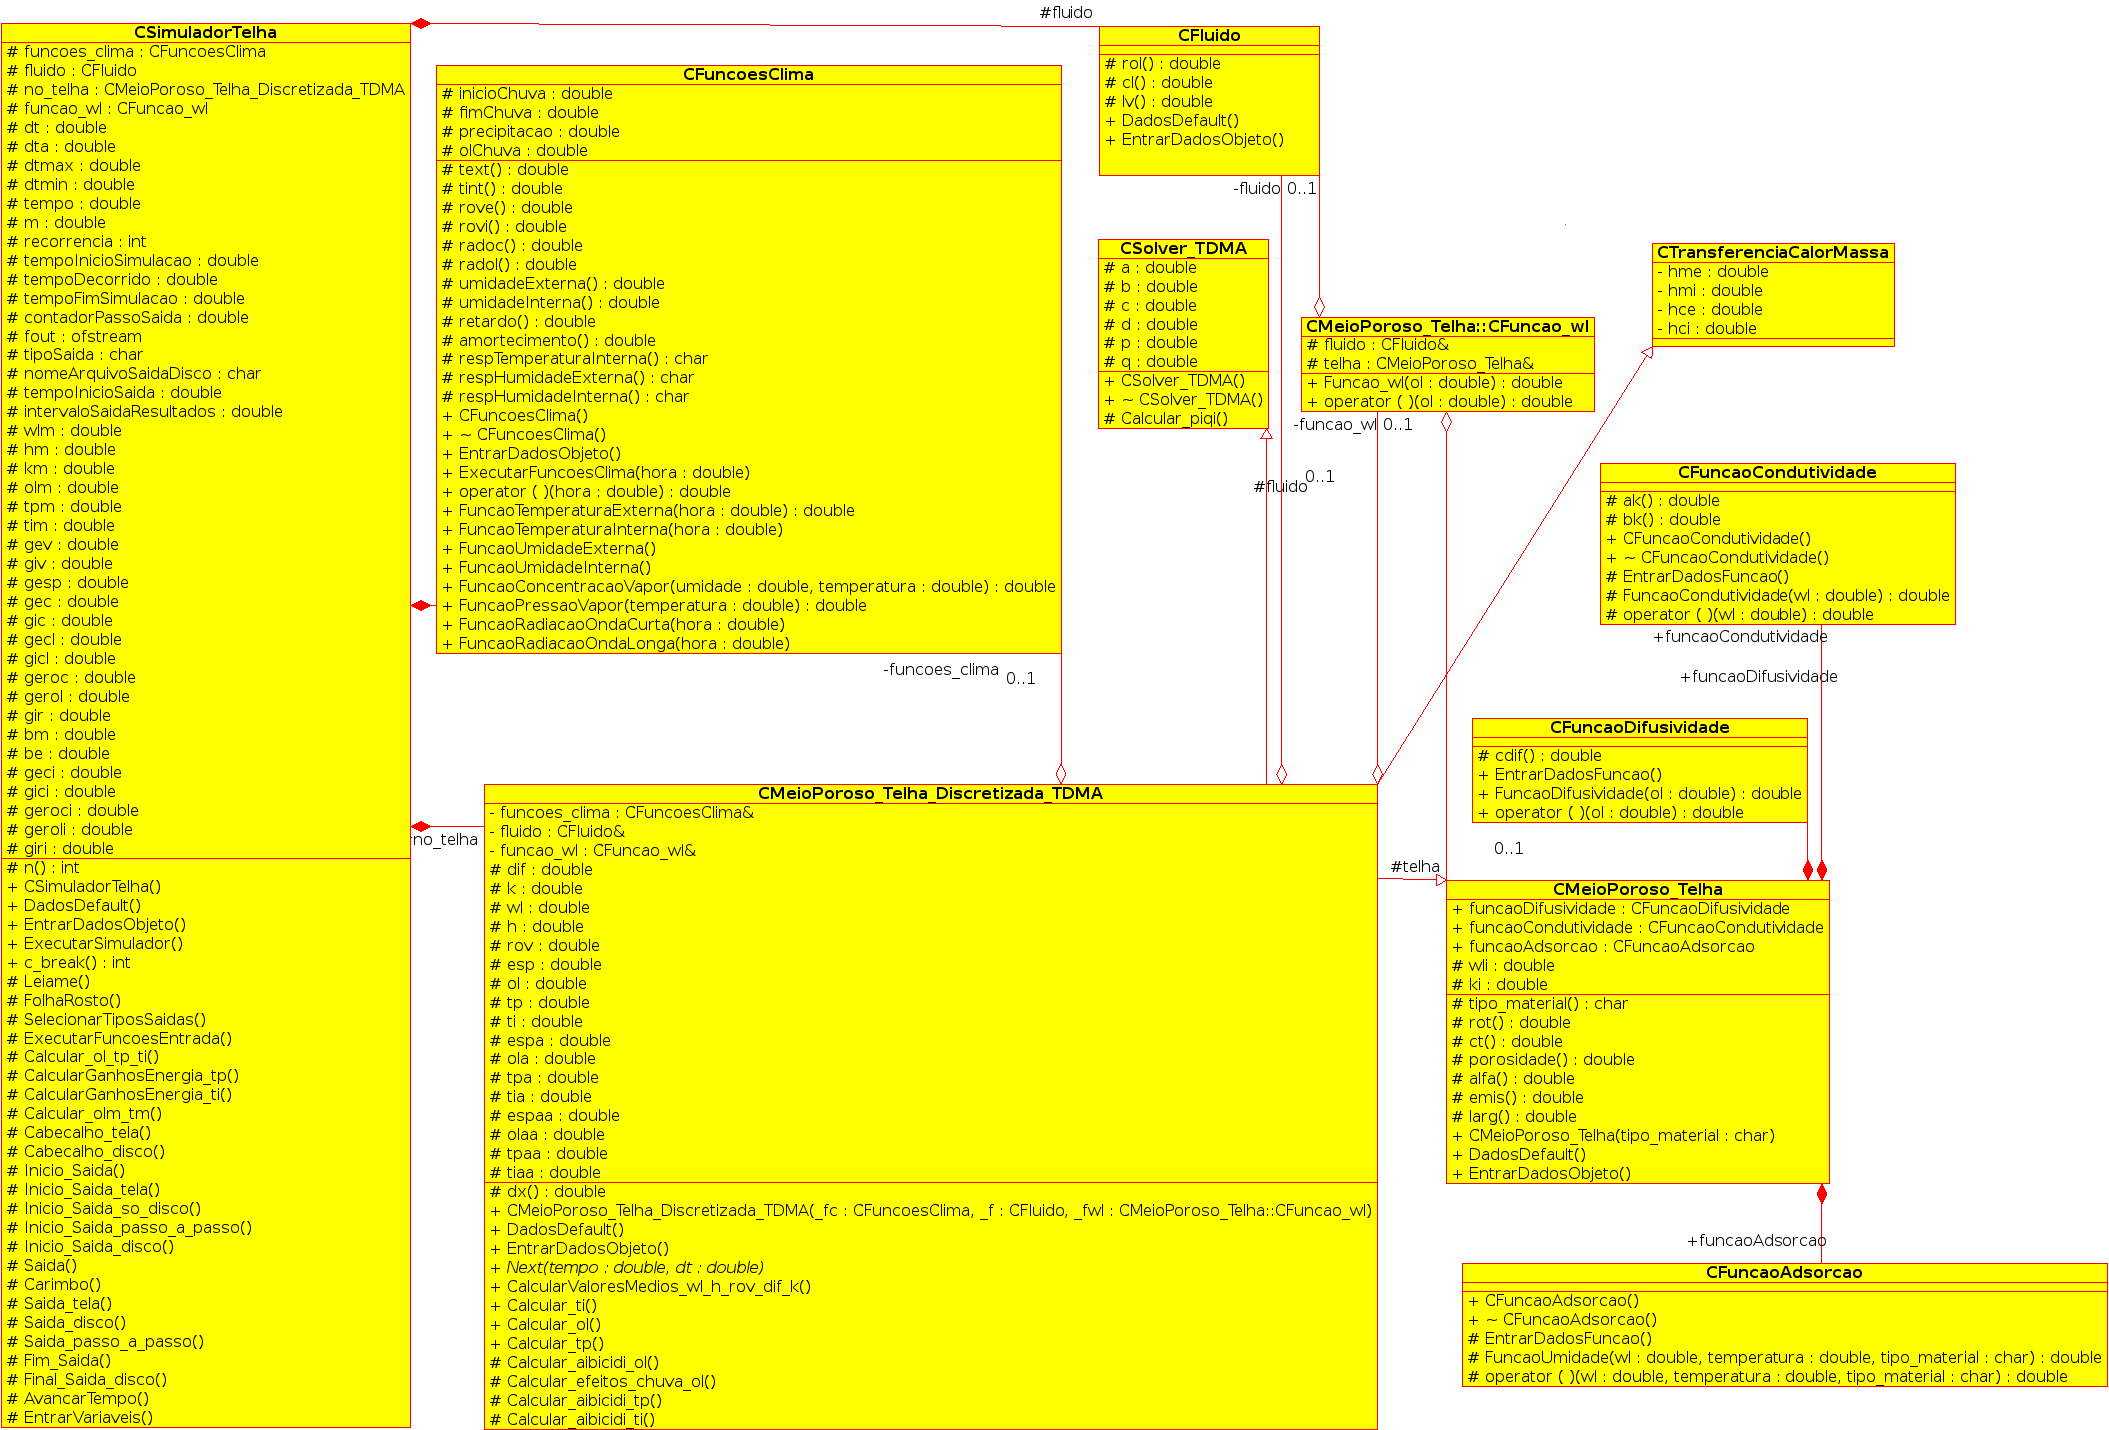 CSimuladorTelha
# funcoes_clima : CFuncoesClima
# fluido : CFluido
# no_telha : CMeioPoroso_Telha_Discretizada_TDMA
# funcao_wl : CFuncao_wl
# dt : double
# dta : double
# dtmax : double
# dtmin : double
# tempo : double
# m : double
# recorrencia : int
# tempoInicioSimulacao : double
# tempoDecorrido : double
# tempoFimSimulacao : double
# contadorPassoSaida : double
# fout : ofstream
# tipoSaida : char
# nomeArquivoSaidaDisco : char
# tempoInicioSaida : double
# intervaloSaidaResultados : double
# wlm : double
# hm : double
# km : double
# olm : double
# tpm : double
# tim : double
# gev : double
# giv : double
# gesp : double
# gec : double
# gic : double
# gecl : double
# gicl : double
# geroc : double
# gerol : double
# gir : double
# bm : double
# be : double
# geci : double
# gici : double
# geroci : double
# geroli : double
# giri : double
# n() : int
+ CSimuladorTelha()
+ DadosDefault()
+ EntrarDadosObjeto()
+ ExecutarSimulador()
+ c_break() : int
# Leiame()
# FolhaRosto()
# SelecionarTiposSaidas()
# ExecutarFuncoesEntrada()
# Calcular_ol_tp_ti()
# CalcularGanhosEnergia_tp()
# CalcularGanhosEnergia_ti()
# Calcular_olm_tm()
# Cabecalho_tela()
# Cabecalho_disco()
# Inicio_Saida()
# Inicio_Saida_tela()
# Inicio_Saida_so_disco()
# Inicio_Saida_passo_a_passo()
# Inicio_Saida_disco()
# Saida()
# Carimbo()
# Saida_tela()
# Saida_disco()
# Saida_passo_a_passo()
# Fim_Saida()
# Final_Saida_disco()
# AvancarTempo()
# EntrarVariaveis()
#fluido
CFluido
# rol() : double
# cl() : double
# lv() : double
+ DadosDefault()
+ EntrarDadosObjeto()
-fluido 0..1
CFuncoesClima
# inicioChuva : double
# fimChuva : double
# precipitacao : double
# olChuva : double
# text() : double
# tint() : double
# rove() : double
# rovi() : double
# radoc() : double
# radol() : double
# umidadeExterna() : double
# umidadeInterna() : double
# retardo() : double
# amortecimento() : double
# respTemperaturaInterna() : char
# respHumidadeExterna() : char
# respHumidadeInterna() : char
+ CFuncoesClima()
+ ~ CFuncoesClima()
+ EntrarDadosObjeto()
+ ExecutarFuncoesClima(hora : double)
+ operator ( )(hora : double) : double
+ FuncaoTemperaturaExterna(hora : double) : double
+ FuncaoTemperaturaInterna(hora : double)
+ FuncaoUmidadeExterna()
+ FuncaoUmidadeInterna()
+ FuncaoConcentracaoVapor(umidade : double, temperatura : double) : double
+ FuncaoPressaoVapor(temperatura : double) : double
+ FuncaoRadiacaoOndaCurta(hora : double)
+ FuncaoRadiacaoOndaLonga(hora : double)
-funcoes_clima
0..1
CSolver_TDMA
# a : double
# b : double
# c : double
# d : double
# p : double
# q : double
+ CSolver_TDMA()
+ ~ CSolver_TDMA()
# Calcular_piqi()
CMeioPoroso_Telha::CFuncao_wl
# fluido : CFluido&
# telha : CMeioPoroso_Telha&
+ Funcao_wl(ol : double) : double
+ operator ( )(ol : double) : double
-funcao_wl 0..1
0..1
#fluido
CTransferenciaCalorMassa
- hme : double
- hmi : double
- hce : double
- hci : double
CFuncaoCondutividade
# ak() : double
# bk() : double
+ CFuncaoCondutividade()
+ ~ CFuncaoCondutividade()
# EntrarDadosFuncao()
# FuncaoCondutividade(wl : double) : double
# operator ( )(wl : double) : double
+funcaoCondutividade
+funcaoDifusividade
CFuncaoDifusividade
# cdif() : double
+ EntrarDadosFuncao()
+ FuncaoDifusividade(ol : double) : double
+ operator ( )(ol : double) : double
0..1
no_telha
#telha
CMeioPoroso_Telha_Discretizada_TDMA
- funcoes_clima : CFuncoesClima&
- fluido : CFluido&
- funcao_wl : CFuncao_wl&
# dif : double
# k : double
# wl : double
# h : double
# rov : double
# esp : double
# ol : double
# tp : double
# ti : double
# espa : double
# ola : double
# tpa : double
# tia : double
# espaa : double
# olaa : double
# tpaa : double
# tiaa : double
# dx() : double
+ CMeioPoroso_Telha_Discretizada_TDMA(_fc : CFuncoesClima, _f : CFluido, _fwl : CMeioPoroso_Telha::CFuncao_wl)
+ DadosDefault()
+ EntrarDadosObjeto()
+ Next(tempo : double, dt : double)
+ CalcularValoresMedios_wl_h_rov_dif_k()
+ Calcular_ti()
+ Calcular_ol()
+ Calcular_tp()
# Calcular_aibicidi_ol()
# Calcular_efeitos_chuva_ol()
# Calcular_aibicidi_tp()
# Calcular_aibicidi_ti()
CMeioPoroso_Telha
+ funcaoDifusividade : CFuncaoDifusividade
+ funcaoCondutividade : CFuncaoCondutividade
+ funcaoAdsorcao : CFuncaoAdsorcao
# wli : double
# ki : double
# tipo_material() : char
# rot() : double
# ct() : double
# porosidade() : double
# alfa() : double
# emis() : double
# larg() : double
+ CMeioPoroso_Telha(tipo_material : char)
+ DadosDefault()
+ EntrarDadosObjeto()
+funcaoAdsorcao
CFuncaoAdsorcao
+ CFuncaoAdsorcao()
+ ~ CFuncaoAdsorcao()
# EntrarDadosFuncao()
# FuncaoUmidade(wl : double, temperatura : double, tipo_material : char) : double
# operator ( )(wl : double, temperatura : double, tipo_material : char) : double